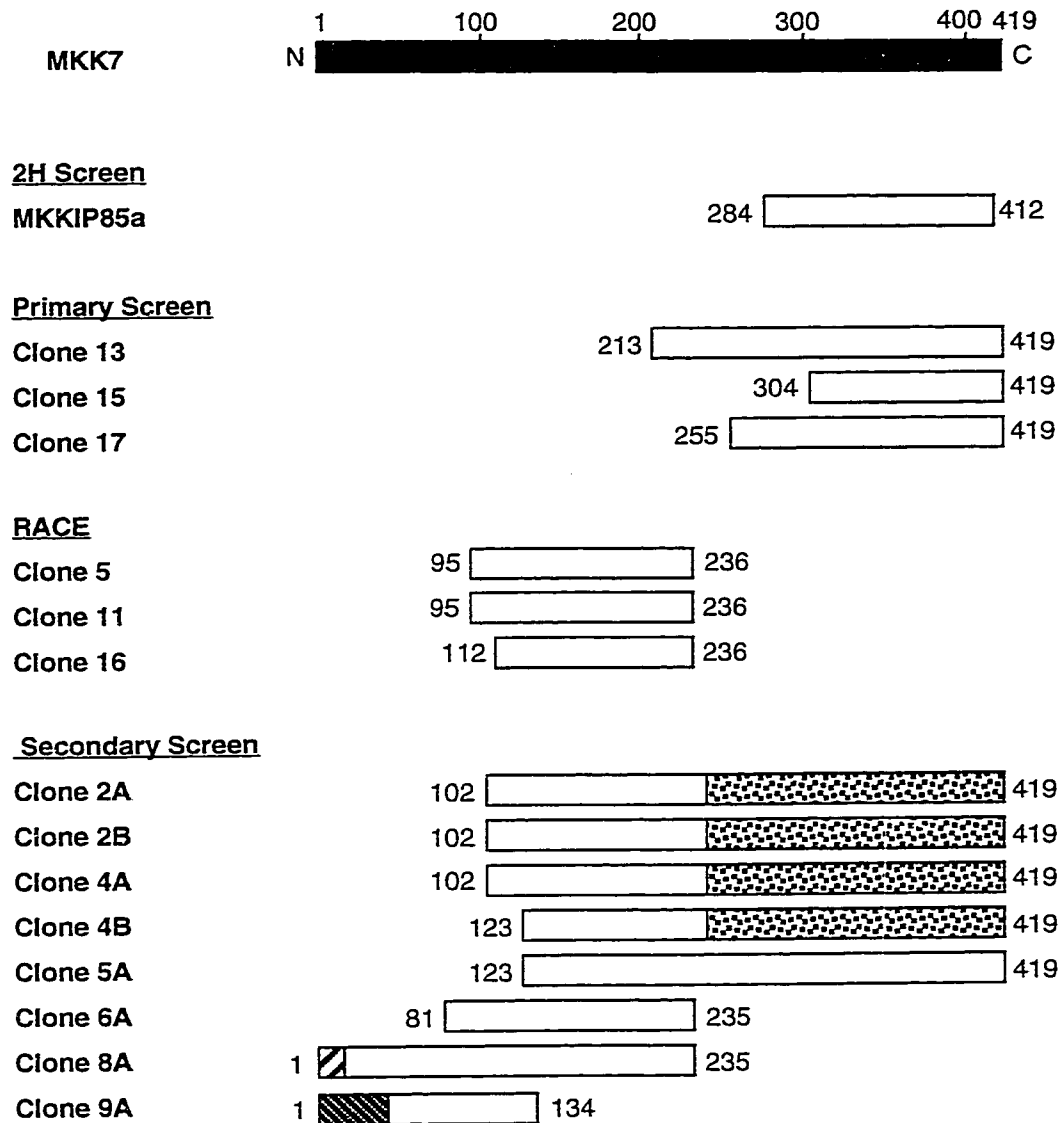 1 100 200 300 400 419
MKK7 N C
2H Screen
MKKIP85a 284 412
Primary Screen
Clone 13 213 419
Clone 15 304 419
Clone 17 255 419
RACE
Clone 5 95 236
Clone 11 95 236
Clone 16 112 236
Secondary Screen
Clone 2A 102 419
Clone 2B 102 419
Clone 4A 102 419
Clone 4B 123 419
Clone 5A 123 419
Clone 6A 81 235
Clone 8A 1 235
Clone 9A 1 134